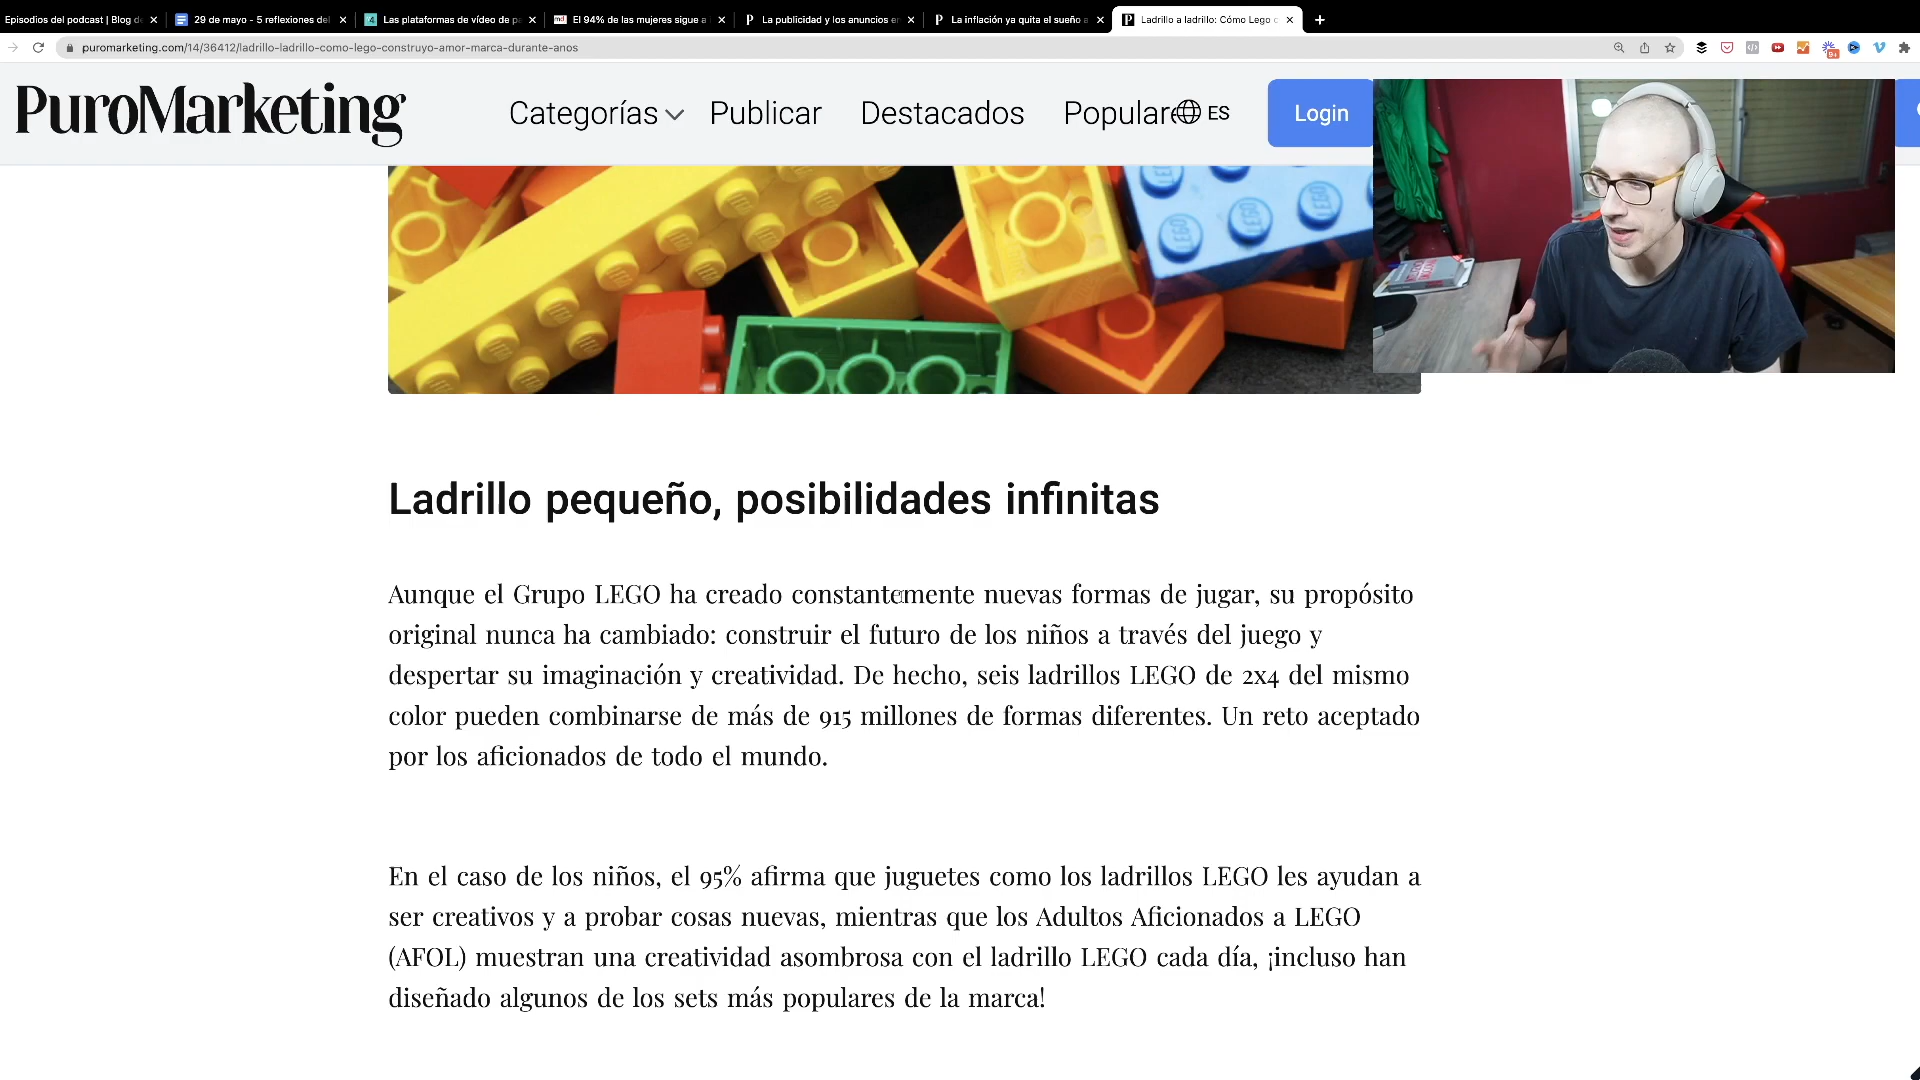 Episodios del podcast | Blog de
29 de mayo - 5 reflexiones del
Las plataformas de vídeo de pa
El 94% de las mujeres sigue a
La publicidad y los anuncios en
La inflación ya quita el sueño a
Ladrillo a ladrillo: Cómo Lego c
puromarketing.com/14/36412/ladrillo-ladrillo-como-lego-construyo-amor-marca-durante-anos
9+
PuroMarketing
Categorías
Publicar
Destacados
Populare
ES
Login
LEGO
LEGO
LEGO
Ladrillo pequeño, posibilidades infinitas
Aunque el Grupo LEGO ha creado constantemente nuevas formas de jugar, su propósito
original nunca ha cambiado: construir el futuro de los niños a través del juego y
despertar su imaginación y creatividad. De hecho, seis ladrillos LEGO de 2x4 del mismo
color pueden combinarse de más de 915 millones de formas diferentes. Un reto aceptado
por los aficionados de todo el mundo.
En el caso de los niños, el 95% afirma que juguetes como los ladrillos LEGO les ayudan a
ser creativos y a probar cosas nuevas, mientras que los Adultos Aficionados a LEGO
(AFOL) muestran una creatividad asombrosa con el ladrillo LEGO cada día, ¡incluso han
diseñado algunos de los sets más populares de la marca!